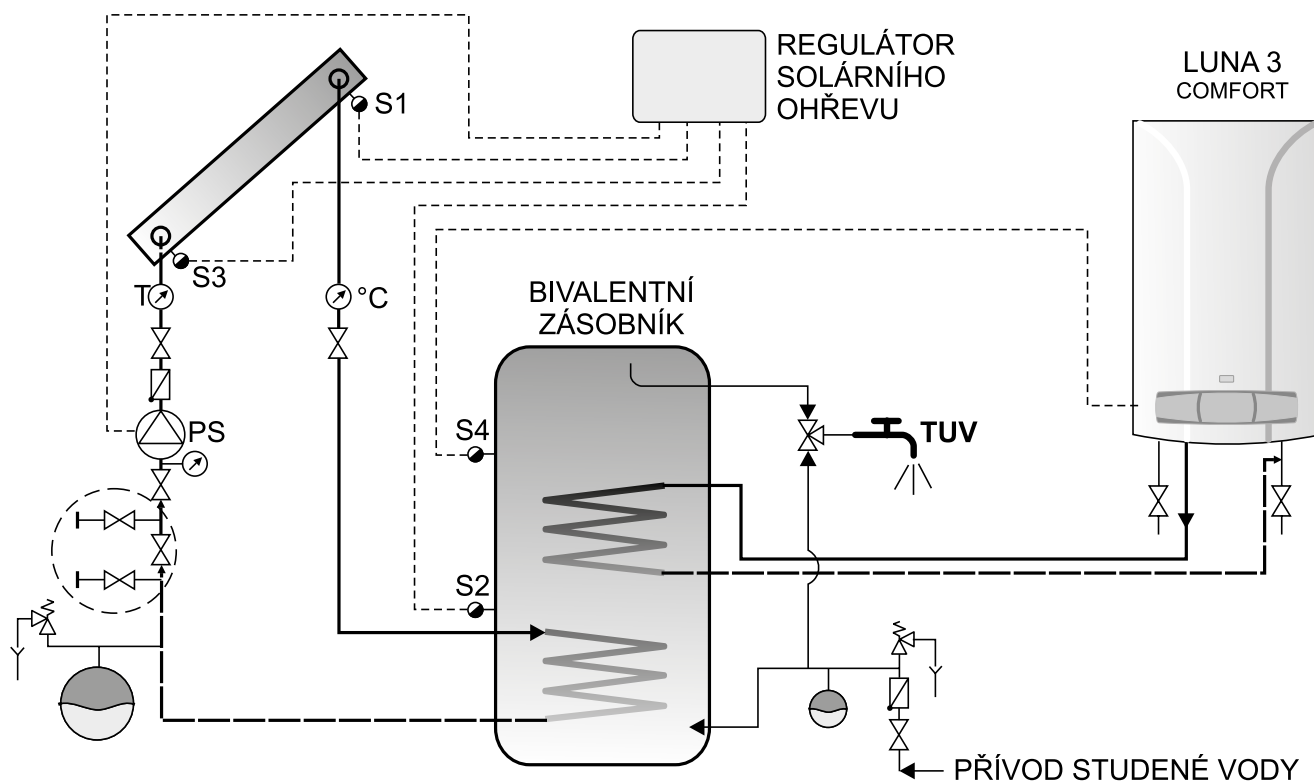 REGULÁTOR
SOLÁRNÍHO
OHŘEVU
LUNA 3
COMFORT
S1
S3
T
°C
BIVALENTNÍ
ZÁSOBNÍK
PS
S4
TUV
S2
PŘÍVOD STUDENÉ VODY